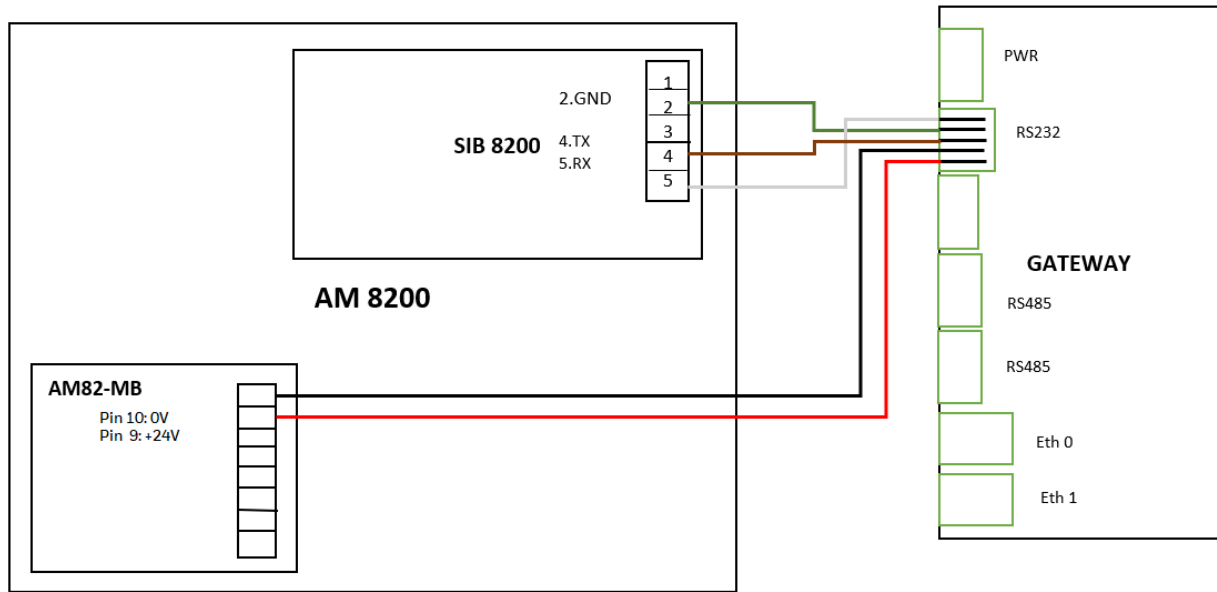 PWR
1
2.GND
2
RS232
3
SIB 8200
4.TX
4
5.RX
5
GATEWAY
AM 8200
RS485
RS485
AM82-MB
Pin 10: 0V
Pin 9: +24V
Eth 0
Eth 1